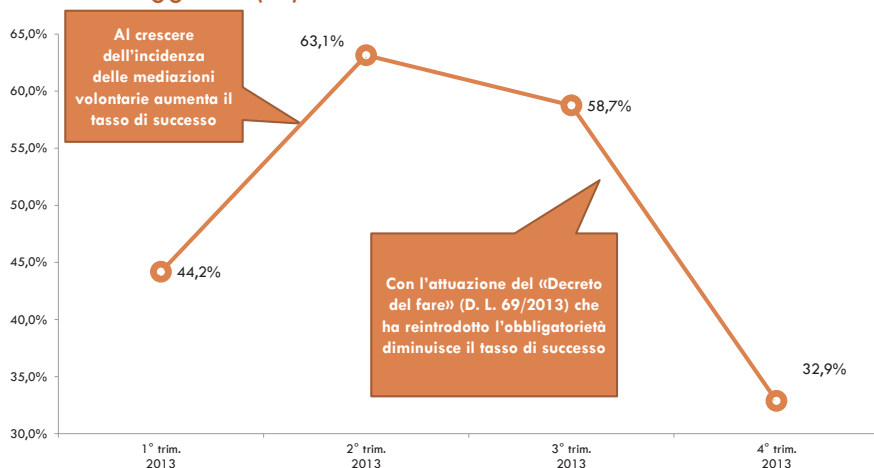 65,0%
60,0%
55,0%
50,0%
45,0%
40,0%
35,0%
30,0%
Al crescere
dell'incidenza
delle mediazioni
volontarie aumenta il
tasso di successo
63,1%
58,7%
44,2%
Con l'attuazione del «Decreto
del fare» (D. L. 69/2013) che
ha reintrodotto l'obbligatorietà
diminuisce il tasso di successo
32,9%
1° trim.
2013
2° trim.
2013
3° trim.
2013
4° trim.
2013